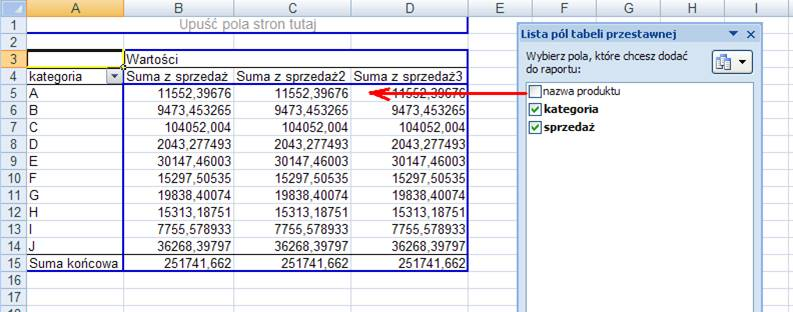 A B C D E F G H I
1 Upuść pola stron tutaj
2
3 Wartości
4 kategoria Suma z sprzedaż Suma z sprzedaż2 Suma z sprzedaż3
5 A 11552,39676 11552,39676 11552,39676
6 B 9473,453265 9473,453265 9473,453265
7 C 104052,004 104052,004 104052,004
8 D 2043,277493 2043,277493 2043,277493
9 E 30147,46003 30147,46003 30147,46003
10 F 15297,50535 15297,50535 15297,50535
11 G 19838,40074 19838,40074 19838,40074
12 H 15313,18751 15313,18751 15313,18751
13 I 7755,578933 7755,578933 7755,578933
14 J 36268,39797 36268,39797 36268,39797
15 Suma końcowa 251741,662 251741,662 251741,662
16
17
Lista pól tabeli przestawnej
Wybierz pola, które chcesz dodać
do raportu:
nazwa produktu
kategoria
sprzedaż